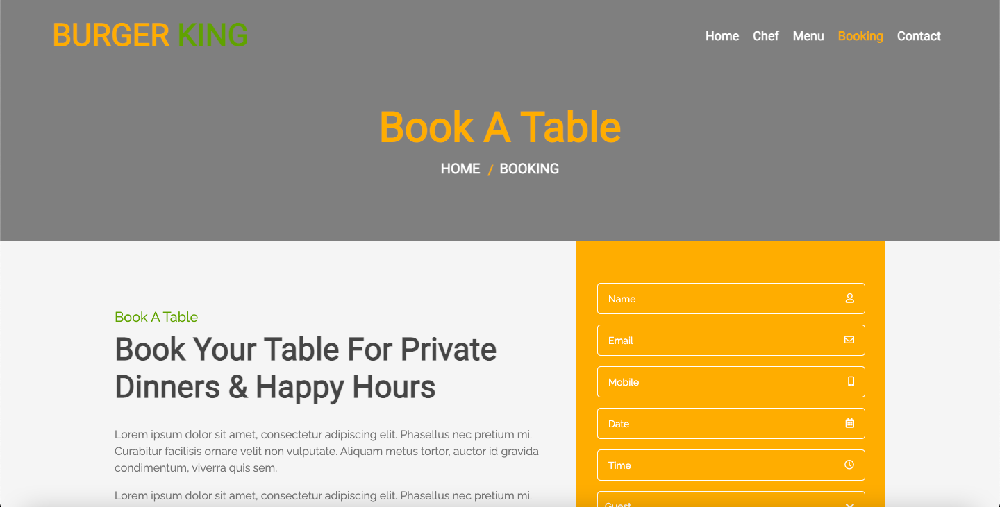 BURGER KING
Home Chef Menu Booking Contact
Book A Table
HOME / BOOKING
Book A Table
Book Your Table For Private
Dinners & Happy Hours
Lorem ipsum dolor sit amet, consectetur adipiscing elit. Phasellus nec pretium mi.
Curabitur facilisis ornare velit non vulputate. Aliquam metus tortor, auctor id gravida
condimentum, viverra quis sem.
Lorem ipsum dolor sit amet, consectetur adipiscing elit. Phasellus nec pretium mi.
Name
Email
Mobile
Date
Time
Guest